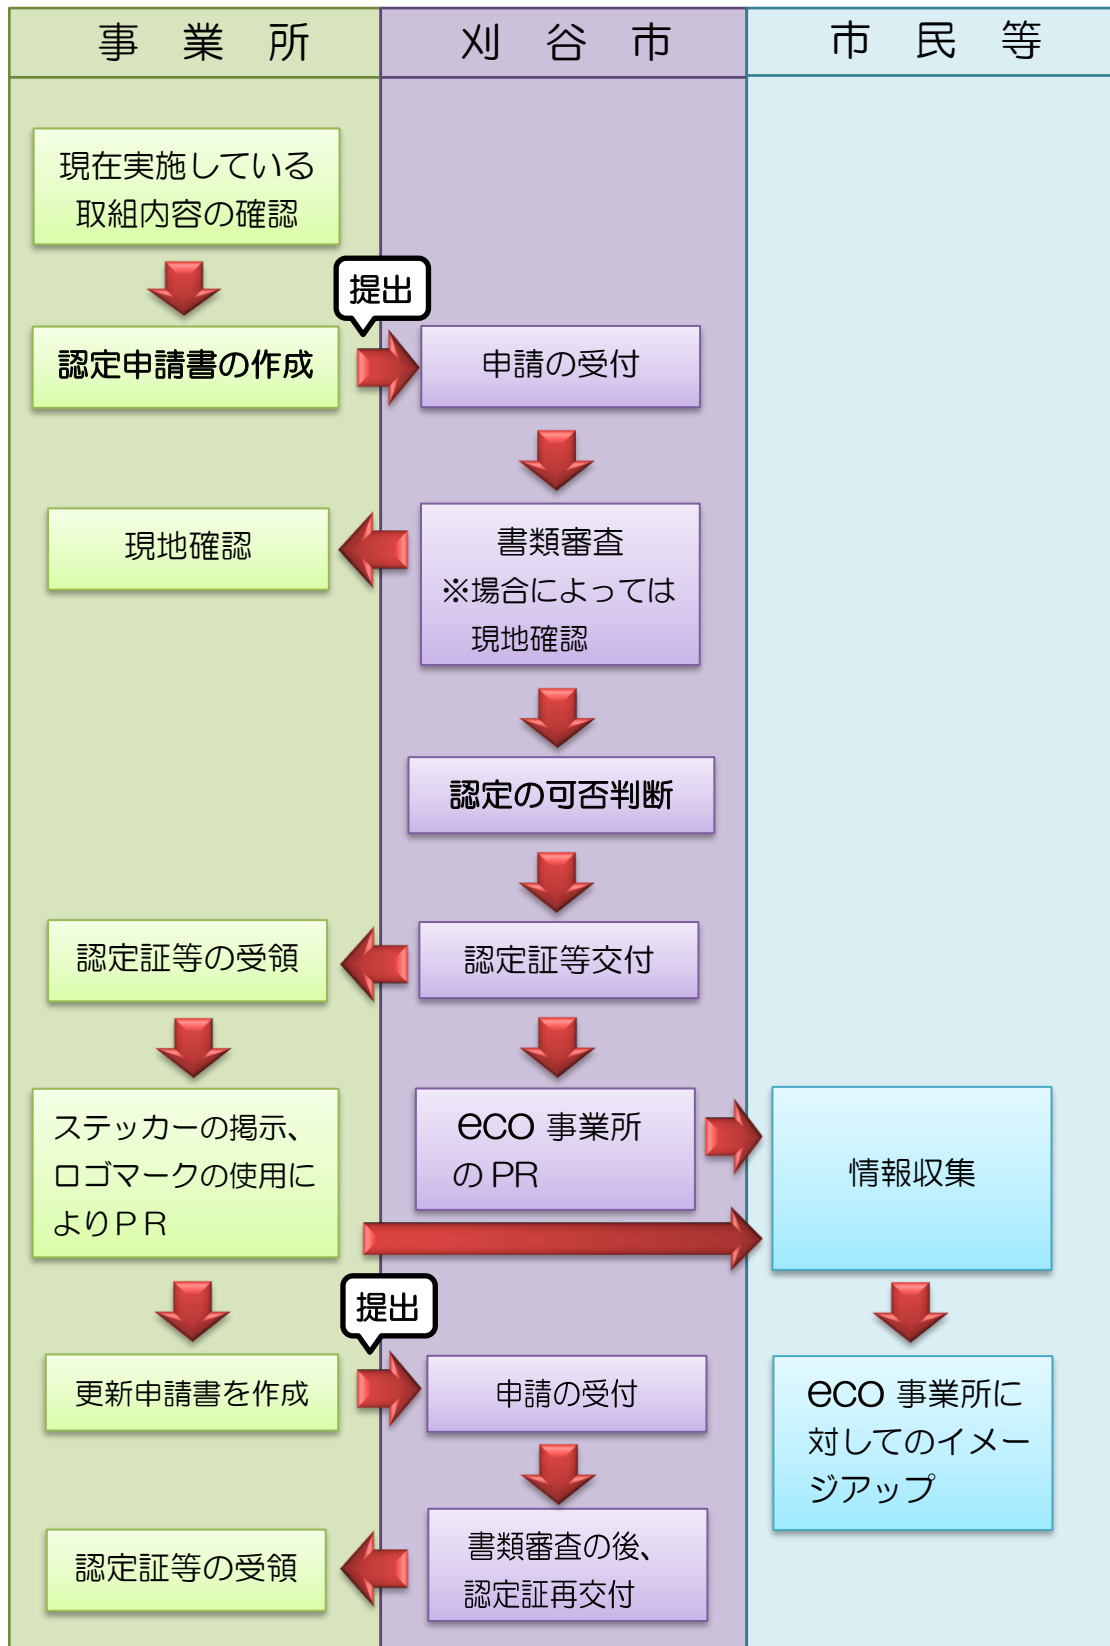 事　業　所
刈　谷　市
市　民　等
現在実施している
取組内容の確認
提出
認定申請書の作成
申請の受付
現地確認
書類審査
※場合によっては
現地確認
認定の可否判断
認定証等の受領
認定証等交付
ステッカーの掲示、
ロゴマークの使用に
よりＰＲ
eco 事業所
のPR
情報収集
提出
更新申請書を作成
申請の受付
eco 事業所に
対してのイメー
ジアップ
認定証等の受領
書類審査の後、
認定証再交付